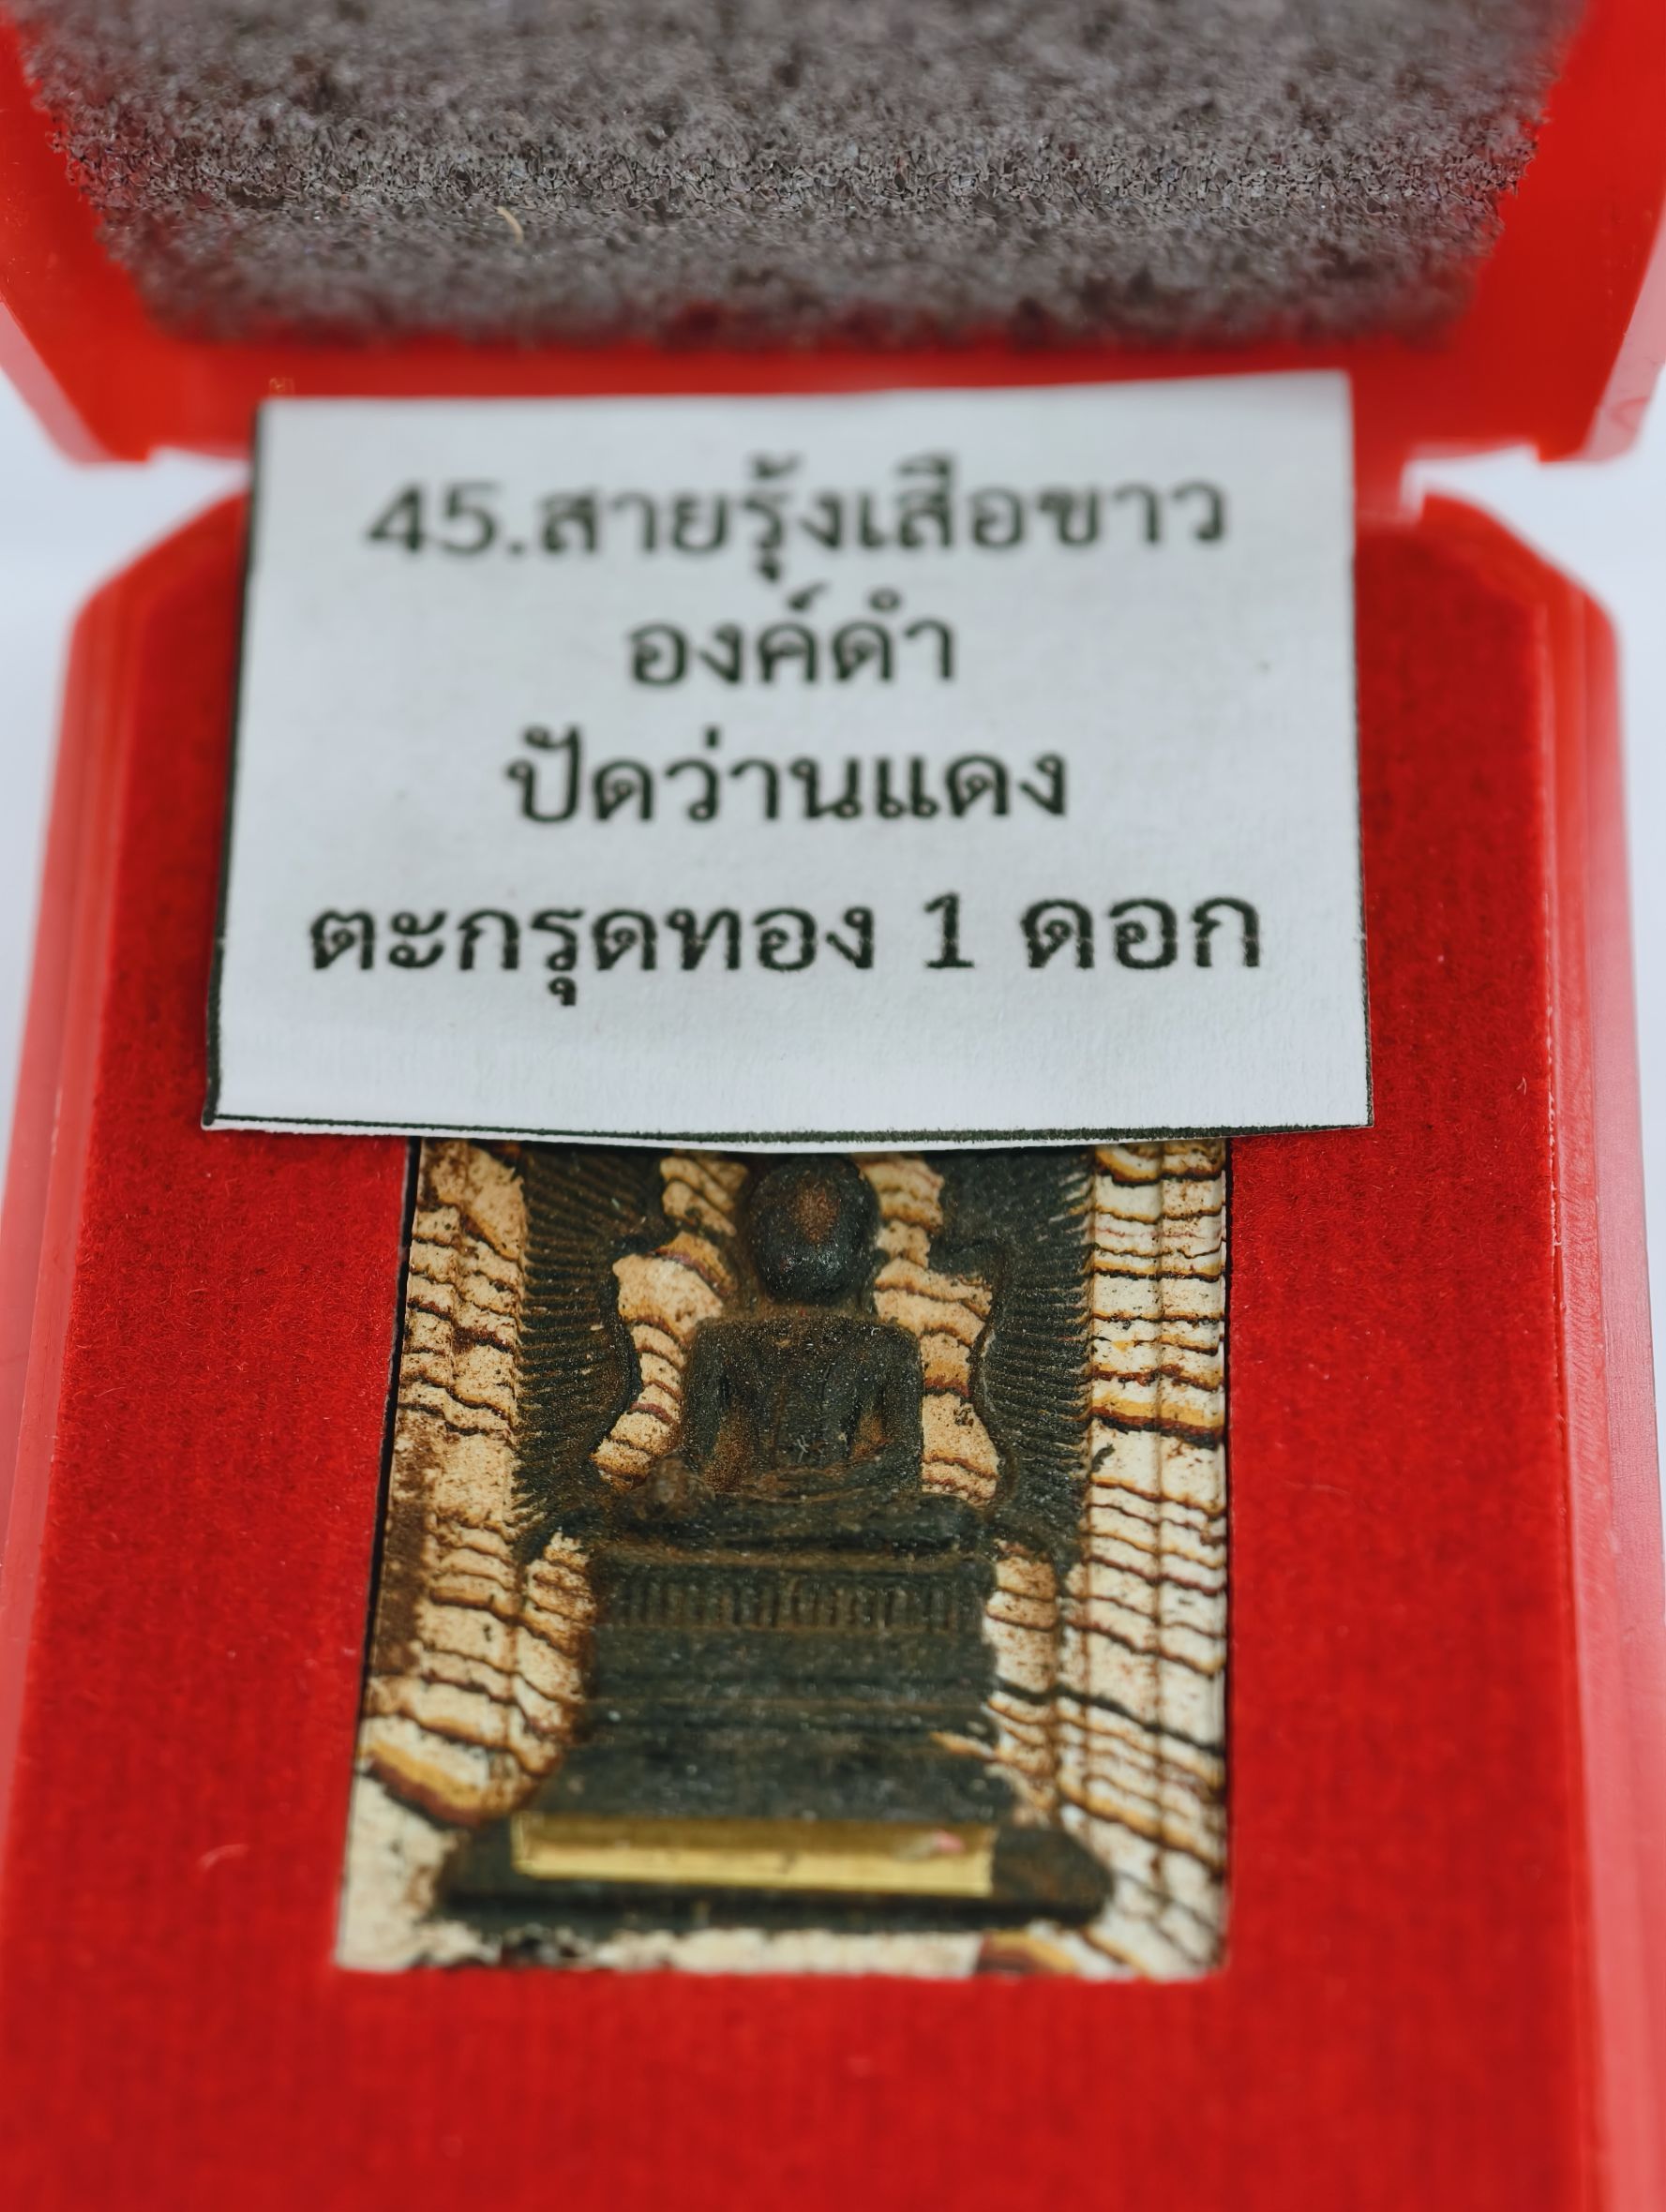 45.สายรุ้งเสือขาว
องค์ดำ
ปัดว่านแดง
ตะกรุดทอง 1 ดอก